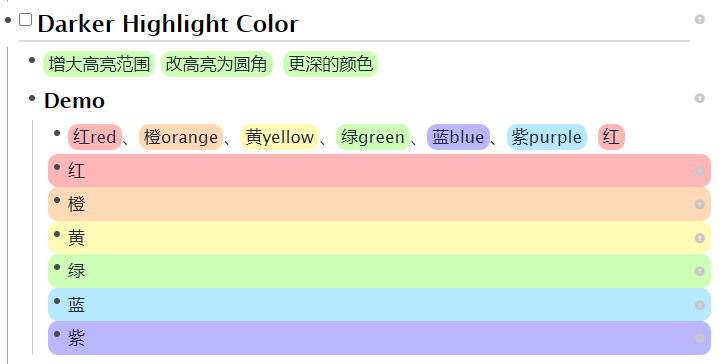 Darker Highlight Color
增大高亮范围 改高亮为圆角 更深的颜色
Demo
红red、橙orange、黄yellow、绿green、蓝blue、紫purple 红
红
橙
黄
绿
蓝
紫